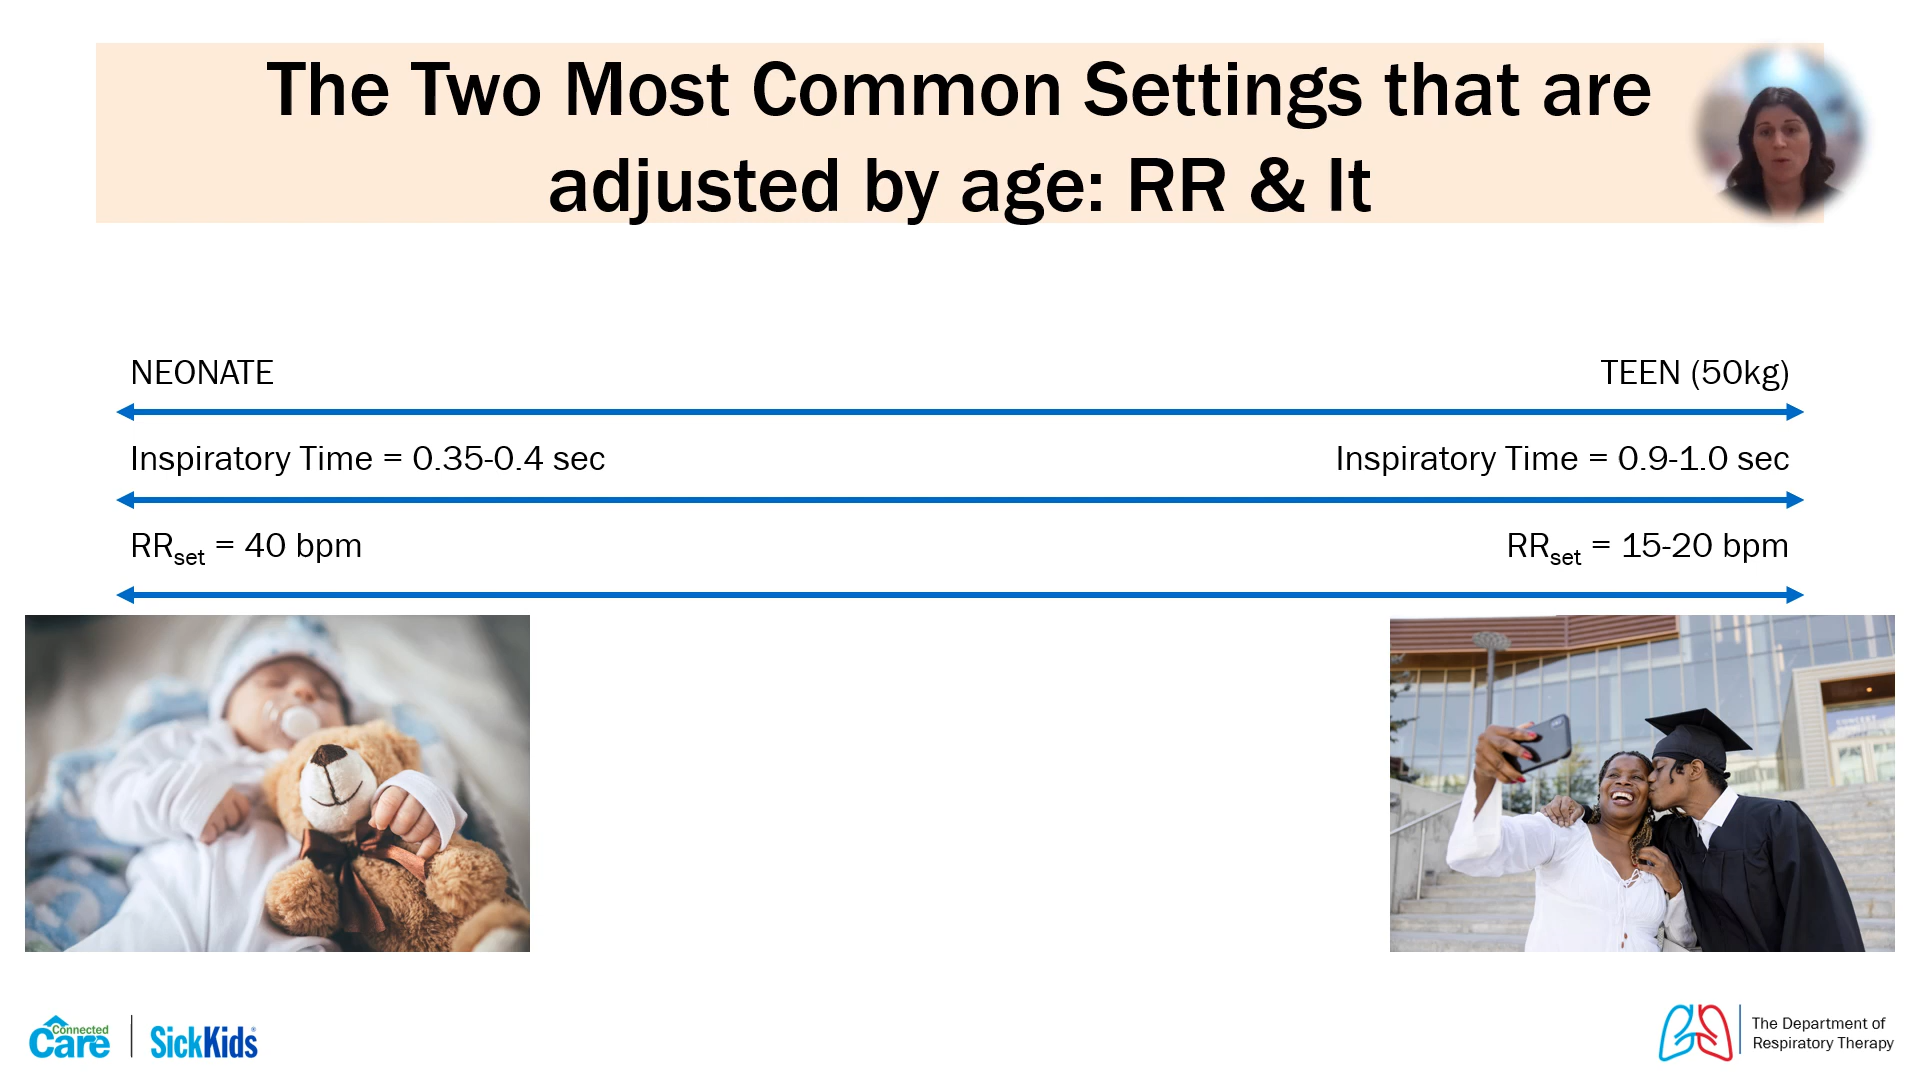 The Two Most Common Settings that are
adjusted by age: RR & It
NEONATE
TEEN (50kg)
Inspiratory Time = 0.35-0.4 sec
Inspiratory Time = 0.9-1.0 sec
RRset = 40 bpm
RRset = 15-20 bpm
Connected
Care
SickKids
The Department of
Respiratory Therapy